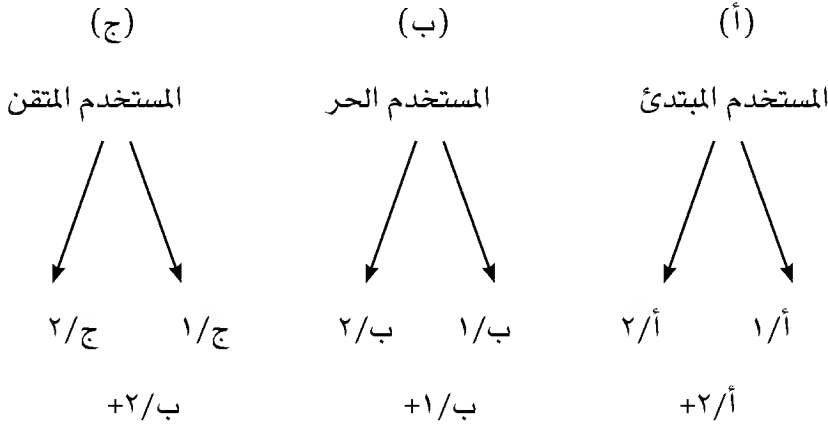 (أ) (ب) (ج)
المستخدم المبتدئ المستخدم الحر المستخدم المتقن
أ/١ أ/٢ ب/١ ب/٢ ج/١ ج/٢
أ/٢+ ب/١+ ب/٢+